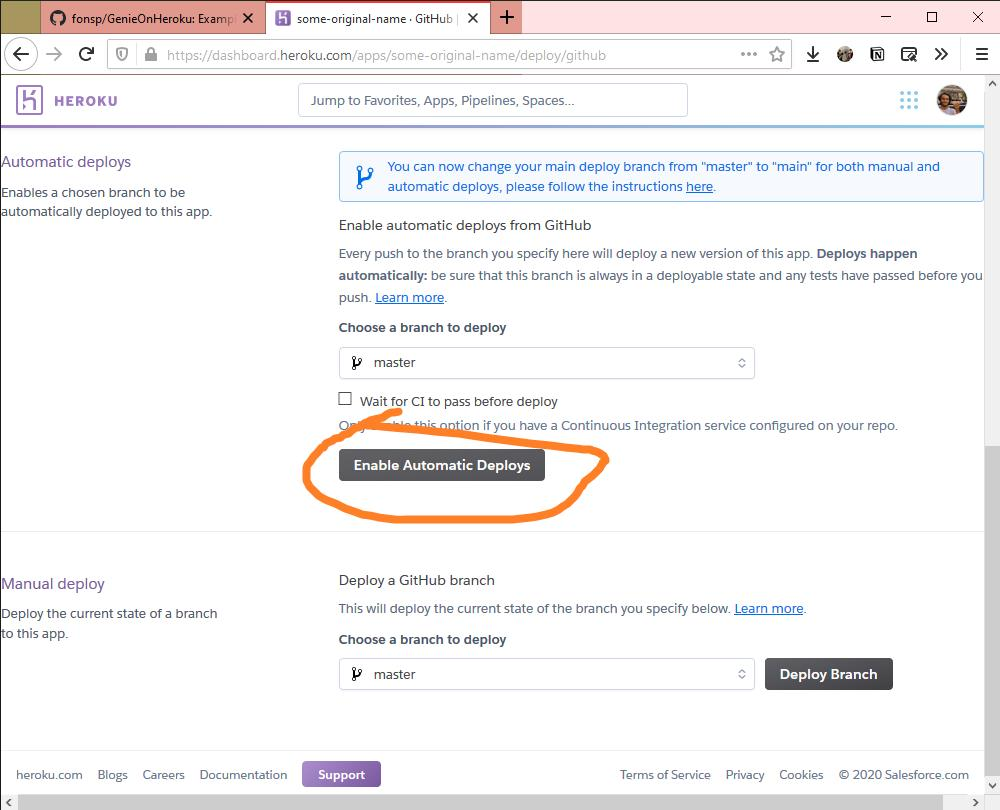 fonsp/GenieOnHeroku: Exampl
some-original-name · GitHub |
https://dashboard.heroku.com/apps/some-original-name/deploy/github
HEROKU
Jump to Favorites, Apps, Pipelines, Spaces...
Automatic deploys
Enables a chosen branch to be
automatically deployed to this app.
You can now change your main deploy branch from "master" to "main" for both manual and
automatic deploys, please follow the instructions here.
Enable automatic deploys from GitHub
Every push to the branch you specify here will deploy a new version of this app. Deploys happen
automatically: be sure that this branch is always in a deployable state and any tests have passed before you
push. Learn more.
Choose a branch to deploy
master
Wait for CI to pass before deploy
Only enable this option if you have a Continuous Integration service configured on your repo.
Enable Automatic Deploys
Manual deploy
Deploy the current state of a branch
to this app.
Deploy a GitHub branch
This will deploy the current state of the branch you specify below. Learn more.
Choose a branch to deploy
master
Deploy Branch
heroku.com Blogs Careers Documentation Support Terms of Service Privacy Cookies © 2020 Salesforce.com